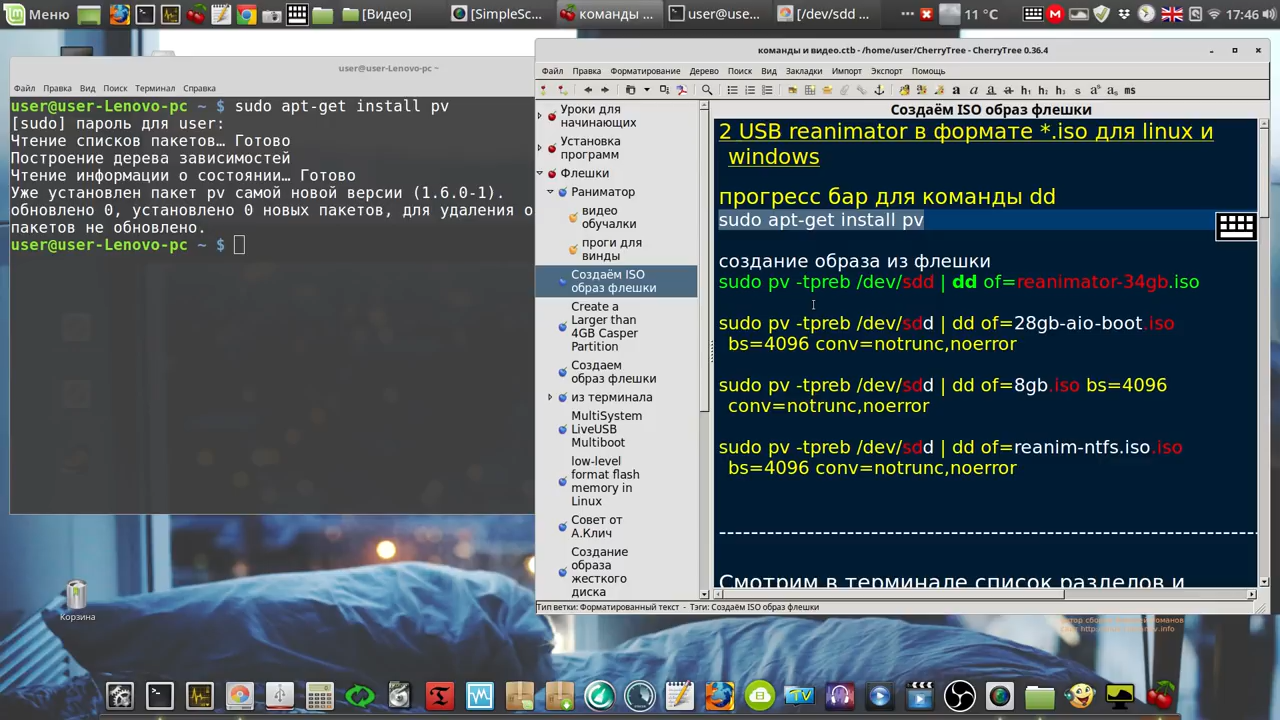 Меню
[Видео]
[SimpleSc...
команды ...
user@use...
[/dev/sdd ...
11 °C
17:46
user@user-Lenovo-pc ~
Файл Правка Вид Поиск Терминал Справка
user@user-Lenovo-pc ~ $ sudo apt-get install pv
[sudo] пароль для user:
Чтение списков пакетов… Готово
Построение дерева зависимостей
Чтение информации о состоянии… Готово
Уже установлен пакет pv самой новой версии (1.6.0-1).
обновлено 0, установлено 0 новых пакетов, для удаления о
пакетов не обновлено.
user@user-Lenovo-pc ~ $
Корзина
команды и видео.ctb - /home/user/CherryTree - CherryTree 0.36.4
Файл Правка Форматирование Дерево Поиск Вид Закладки Импорт Экспорт Помощь
Уроки для
начинающих
Установка
программ
Флешки
Раниматор
видео
обучалки
проги для
винды
Создаём ISO
образ флешки
Create a
Larger than
4GB Casper
Partition
Создаем
образ флешки
из терминала
MultiSystem
LiveUSB
Multiboot
low-level
format flash
memory in
Linux
Совет от
А.Клич
Создание
образа
жесткого
диска
Создаём ISO образ флешки
2 USB reanimator в формате *.iso для linux и
windows
прогресс бар для команды dd
sudo apt-get install pv
создание образа из флешки
sudo pv -tpreb /dev/sdd | dd of=reanimator-34gb.iso
sudo pv -tpreb /dev/sdd | dd of=28gb-aio-boot.iso
bs=4096 conv=notrunc,noerror
sudo pv -tpreb /dev/sdd | dd of=8gb.iso bs=4096
conv=notrunc,noerror
sudo pv -tpreb /dev/sdd | dd of=reanim-ntfs.iso.iso
bs=4096 conv=notrunc,noerror
Смотрим в терминале список разделов и
Тип ветки: Форматированный текст - Тэги: Создаём ISO образ флешки